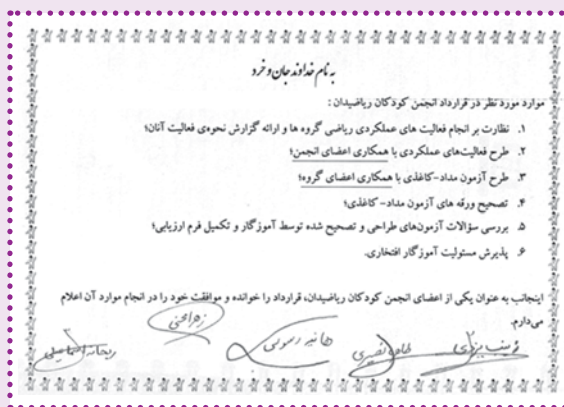 به نام خداوند جان و خرد
موارد مورد نظر در قرارداد انجمن کودکان ریاضیدان :
۱. نظارت بر انجام فعالیت های عملکردی ریاضی گروه ها و ارائه گزارش نحوه‌ی فعالیت آنان؛
۲. طرح فعالیت‌های عملکردی با همکاری اعضای انجمن؛
۳. طرح آزمون مداد-کاغذی با همکاری اعضای گروه؛
۴. تصحیح ورقه های آزمون مداد- کاغذی؛
۵. بررسی سؤالات آزمون‌های طراحی و تصحیح شده توسط آموزگار و تکمیل فرم ارزیابی؛
۶. پذیرش مسئولیت آموزگار افتخاری.
اینجانب به عنوان یکی از اعضای انجمن کودکان ریاضیدان، قرارداد را خوانده و موافقت خود را در انجام موارد آن اعلام
می‌دارم.
زینب هانیه رسولی زهرا ریحانه